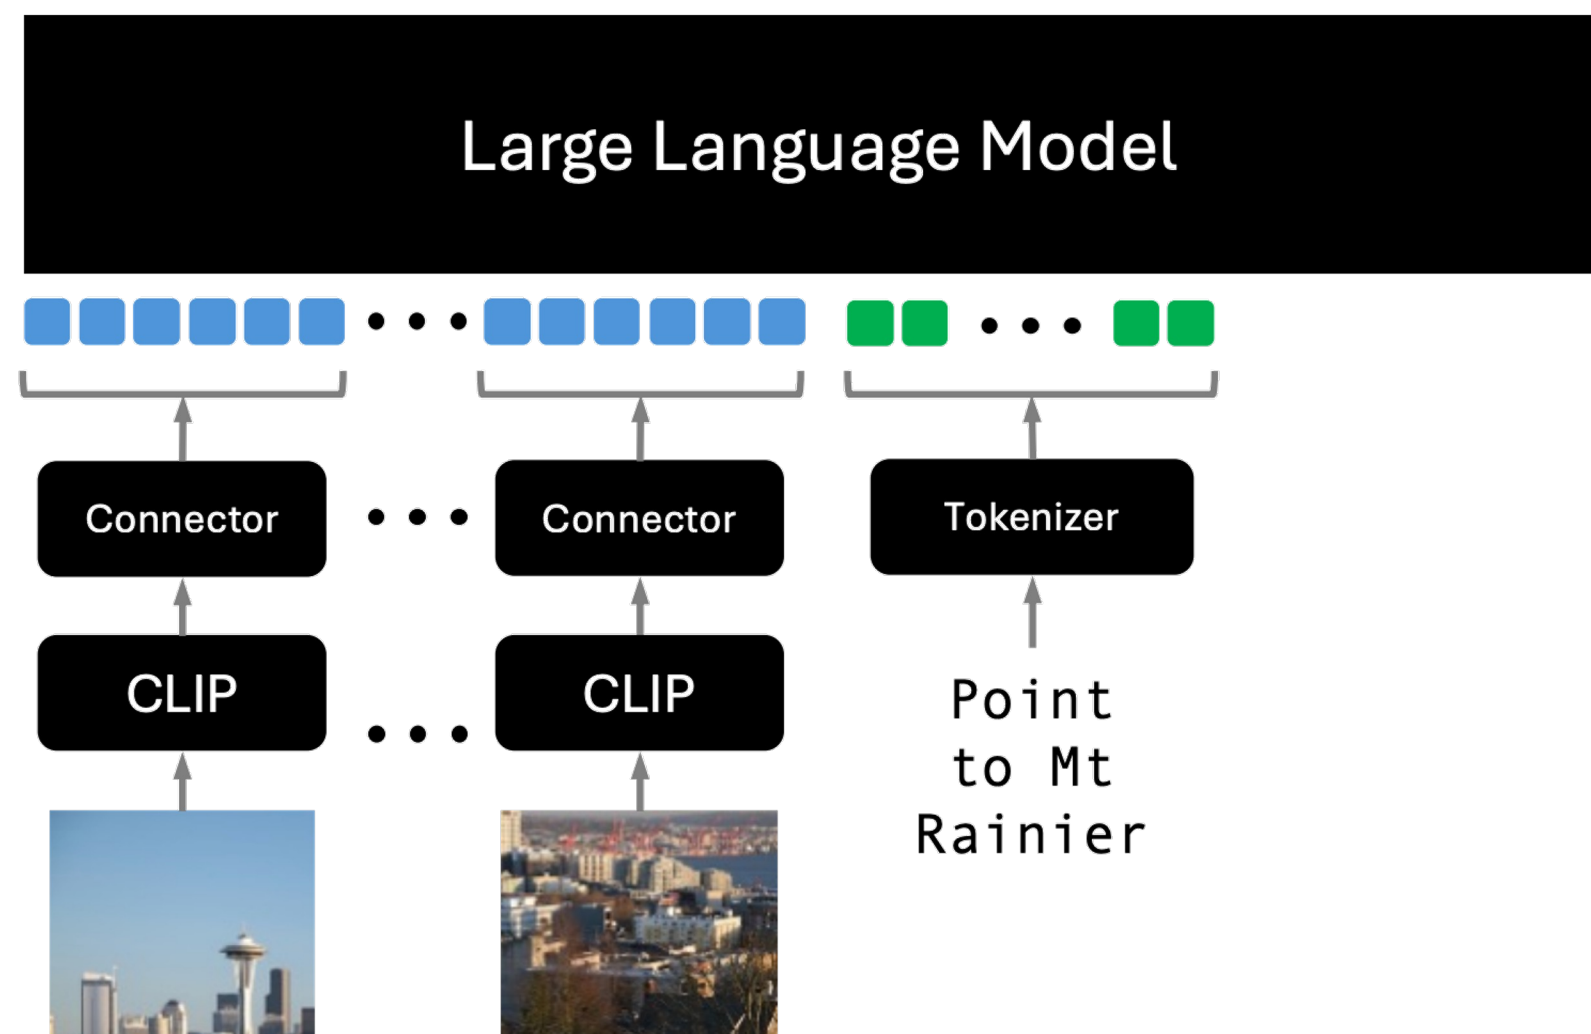 Large Language Model
Connector
Connector
Tokenizer
CLIP
CLIP
Point
to Mt
Rainier